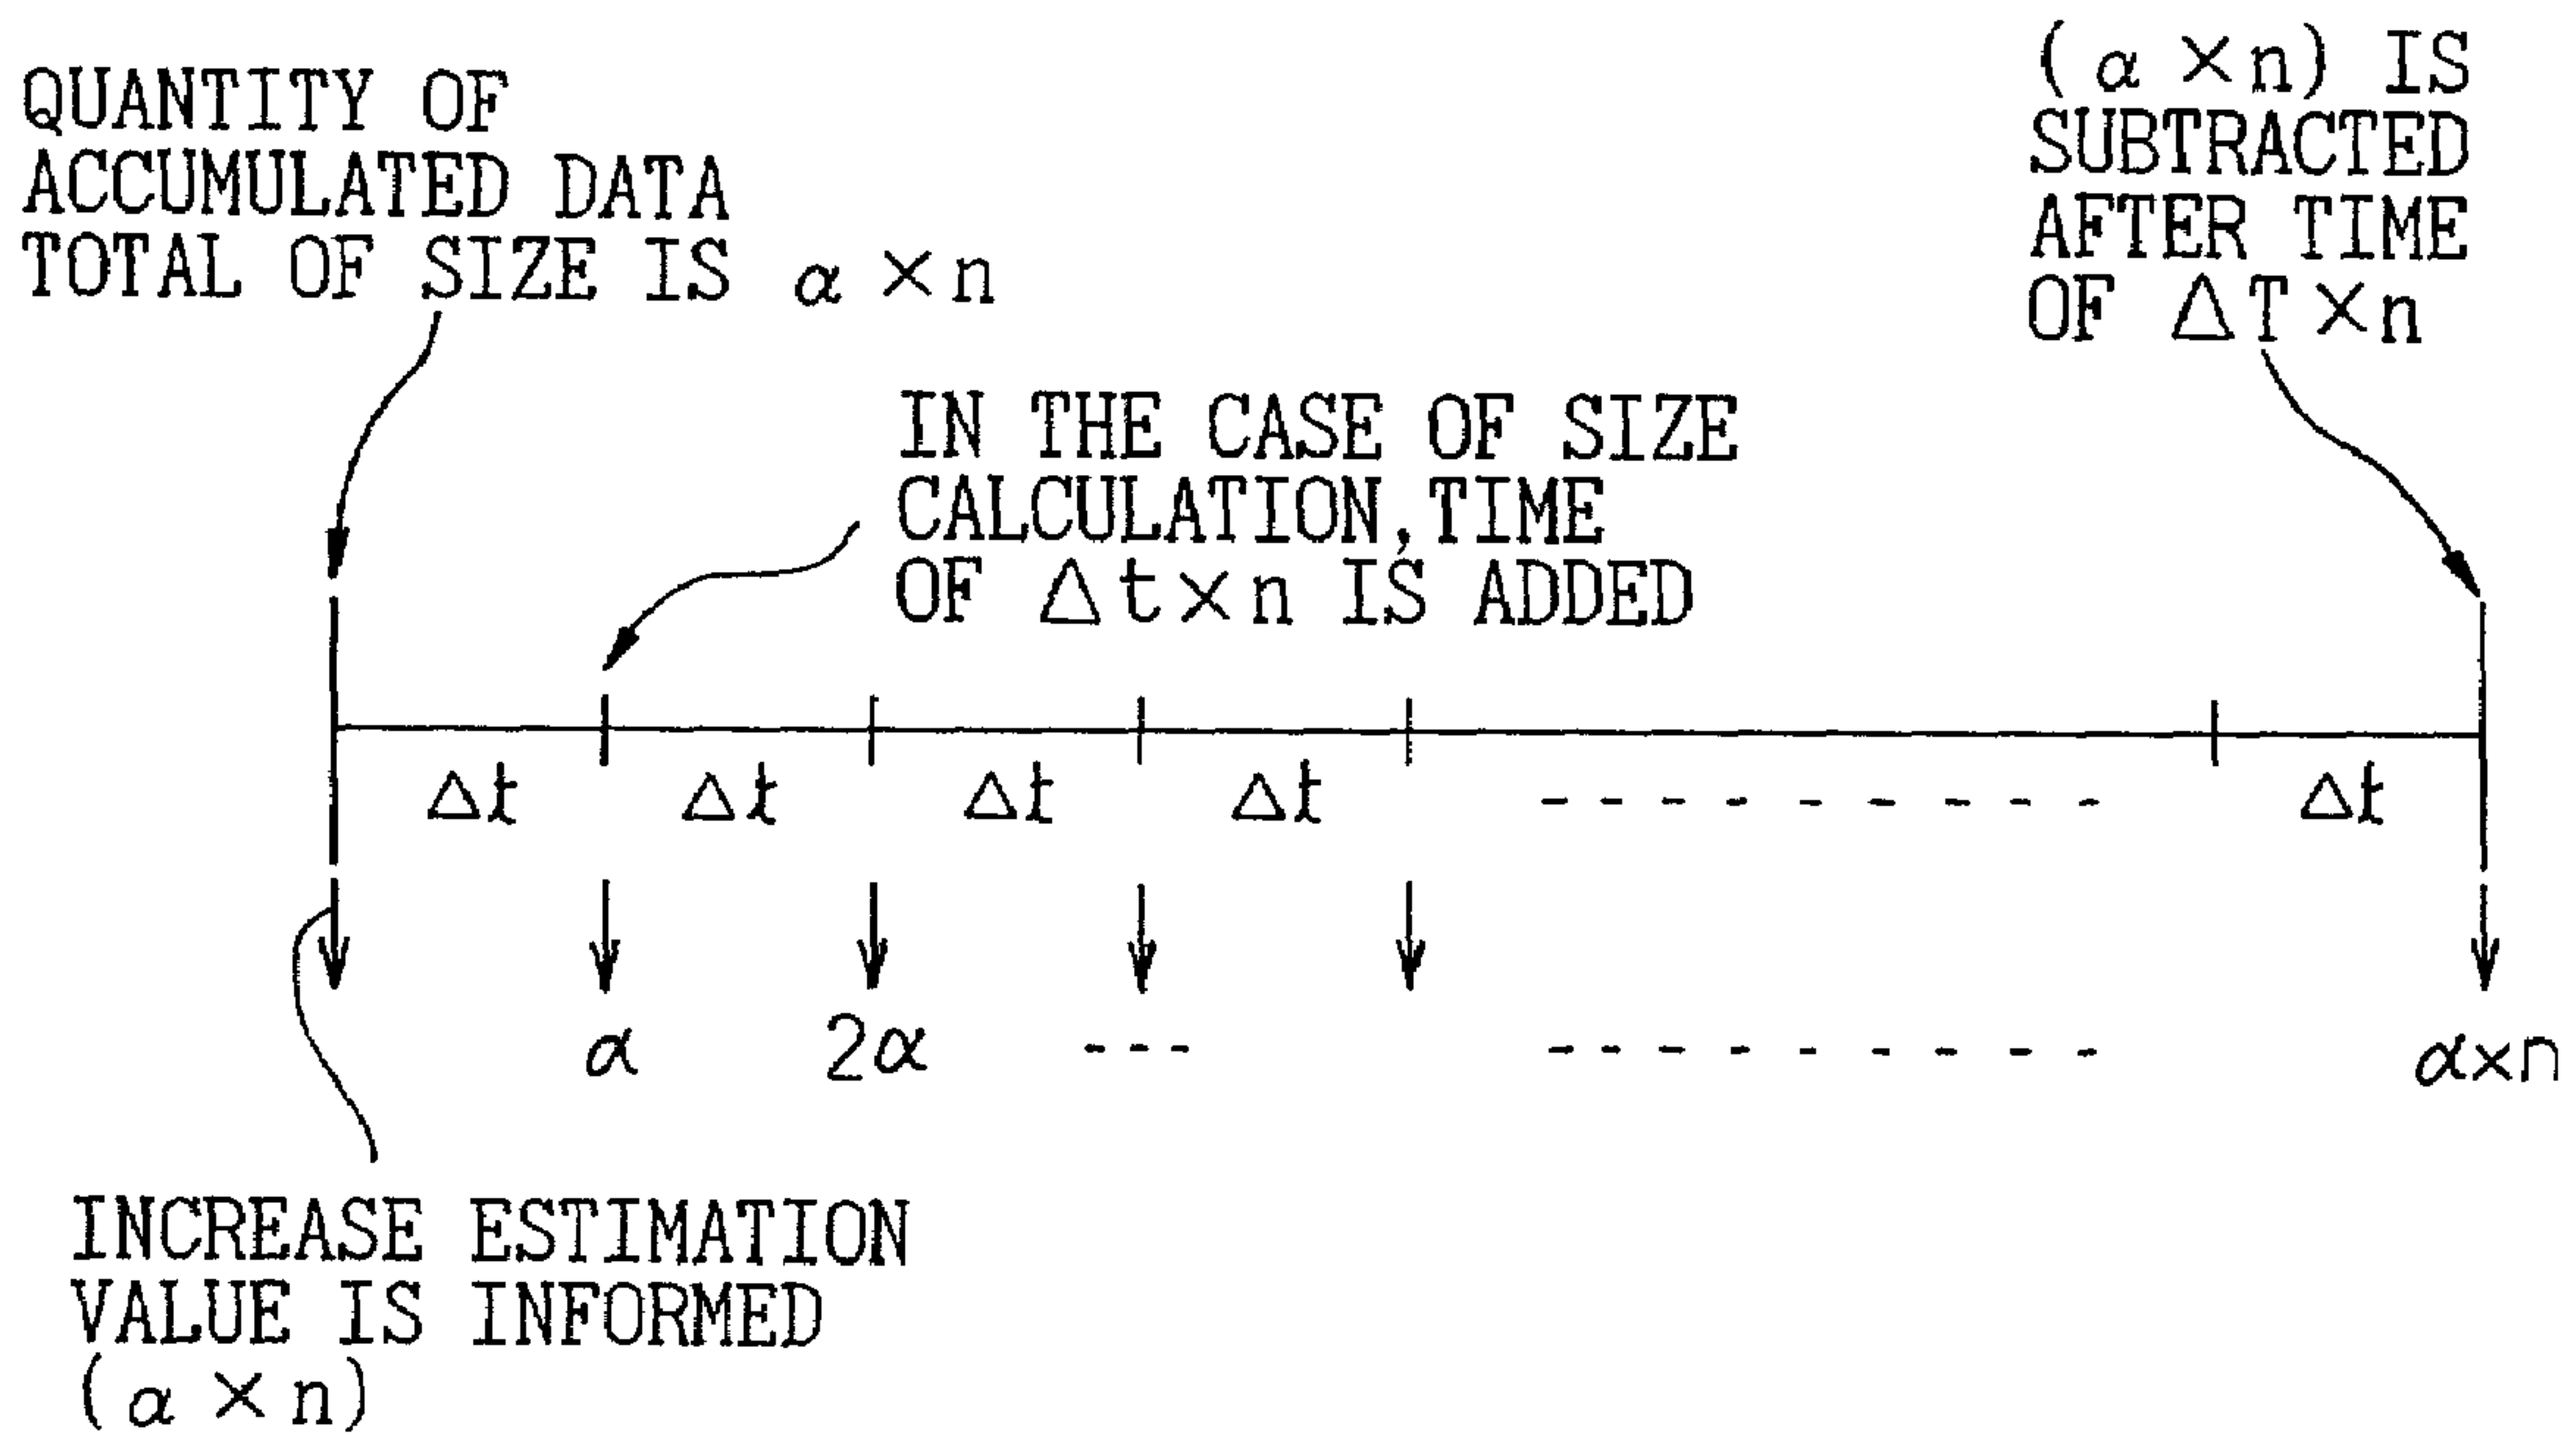 QUANTITY OF
ACCUMULATED DATA
TOTAL OF SIZE IS α ×n
(α ×n) IS
SUBTRACTED
AFTER TIME
OF ΔT×n
IN THE CASE OF SIZE
CALCULATION,TIME
OF Δt×n IS ADDED
Δt Δt Δt Δt - - - - - - - - - Δt
α 2α - - - - - - - - - - - - α×n
INCREASE ESTIMATION
VALUE IS INFORMED
(α ×n)